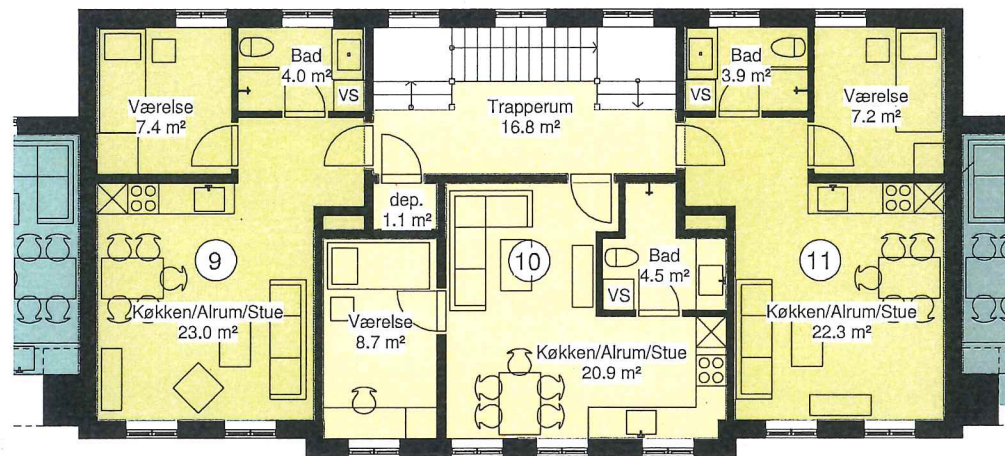 Bad
4.0 m²
VS
Værelse
7.4 m²
Trapperum
16.8 m²
Bad
3.9 m²
VS
Værelse
7.2 m²
dep.
1.1 m²
9
Køkken/Alrum/Stue
23.0 m²
Værelse
8.7 m²
10
Bad
4.5 m²
VS
Køkken/Alrum/Stue
20.9 m²
11
Køkken/Alrum/Stue
22.3 m²